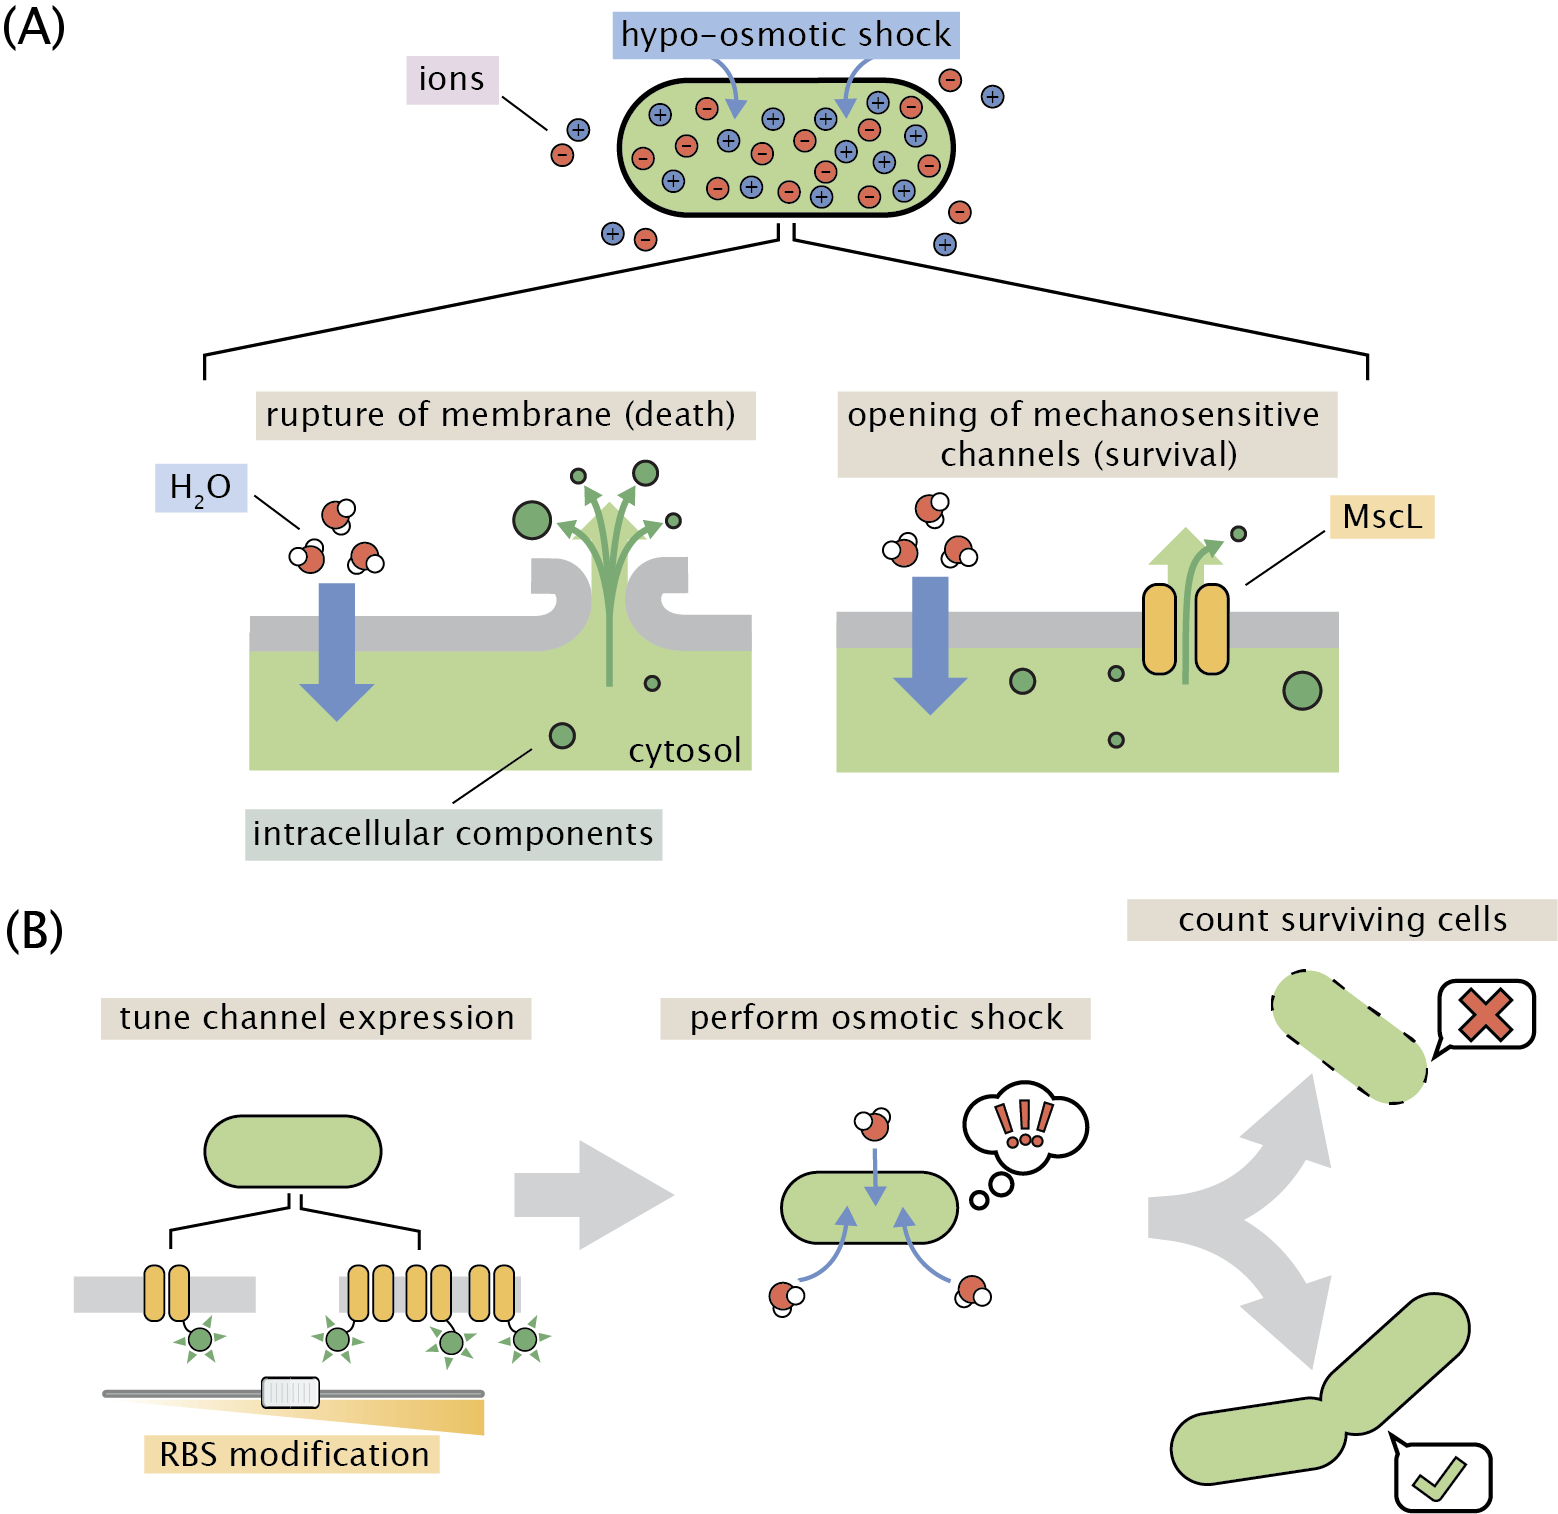 (A)
hypo-osmotic shock
ions
rupture of membrane (death)
opening of mechanosensitive
channels (survival)
H₂O
MscL
cytosol
intracellular components
(B)
count surviving cells
tune channel expression
perform osmotic shock
!!!
RBS modification